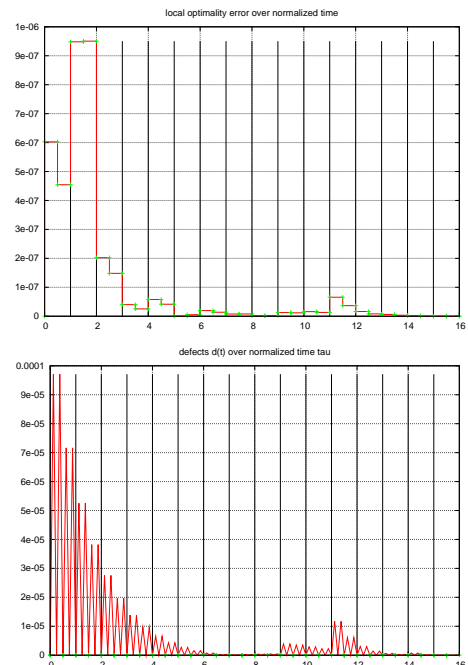 local optimality error over normalized time
1e-06
9e-07
8e-07
7e-07
6e-07
5e-07
4e-07
3e-07
2e-07
1e-07
0
0 2 4 6 8 10 12 14 16
defects d(t) over normalized time tau
0.0001
9e-05
8e-05
7e-05
6e-05
5e-05
4e-05
3e-05
2e-05
1e-05
0
0 2 4 6 8 10 12 14 16